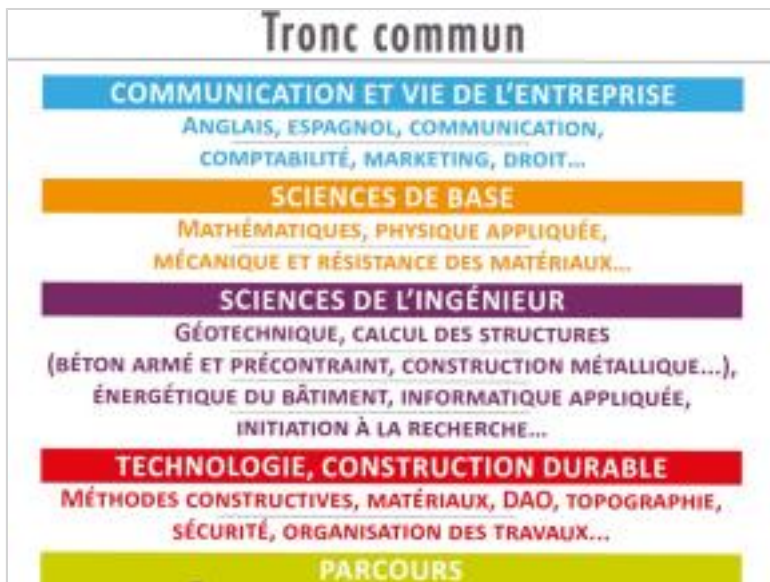 Tronc commun
COMMUNICATION ET VIE DE L'ENTREPRISE
ANGLAIS, ESPAGNOL, COMMUNICATION,
COMPTABILITÉ, MARKETING, DROIT...
SCIENCES DE BASE
MATHÉMATIQUES, PHYSIQUE APPLIQUÉE,
MÉCANIQUE ET RÉSISTANCE DES MATÉRIAUX...
SCIENCES DE L'INGÉNIEUR
GÉOTECHNIQUE, CALCUL DES STRUCTURES
(BÉTON ARMÉ ET PRÉCONTRAINT, CONSTRUCTION MÉTALLIQUE...),
ÉNERGÉTIQUE DU BÂTIMENT, INFORMATIQUE APPLIQUÉE,
INITIATION À LA RECHERCHE...
TECHNOLOGIE, CONSTRUCTION DURABLE
MÉTHODES CONSTRUCTIVES, MATÉRIAUX, DAO, TOPOGRAPHIE,
SÉCURITÉ, ORGANISATION DES TRAVAUX...
PARCOURS